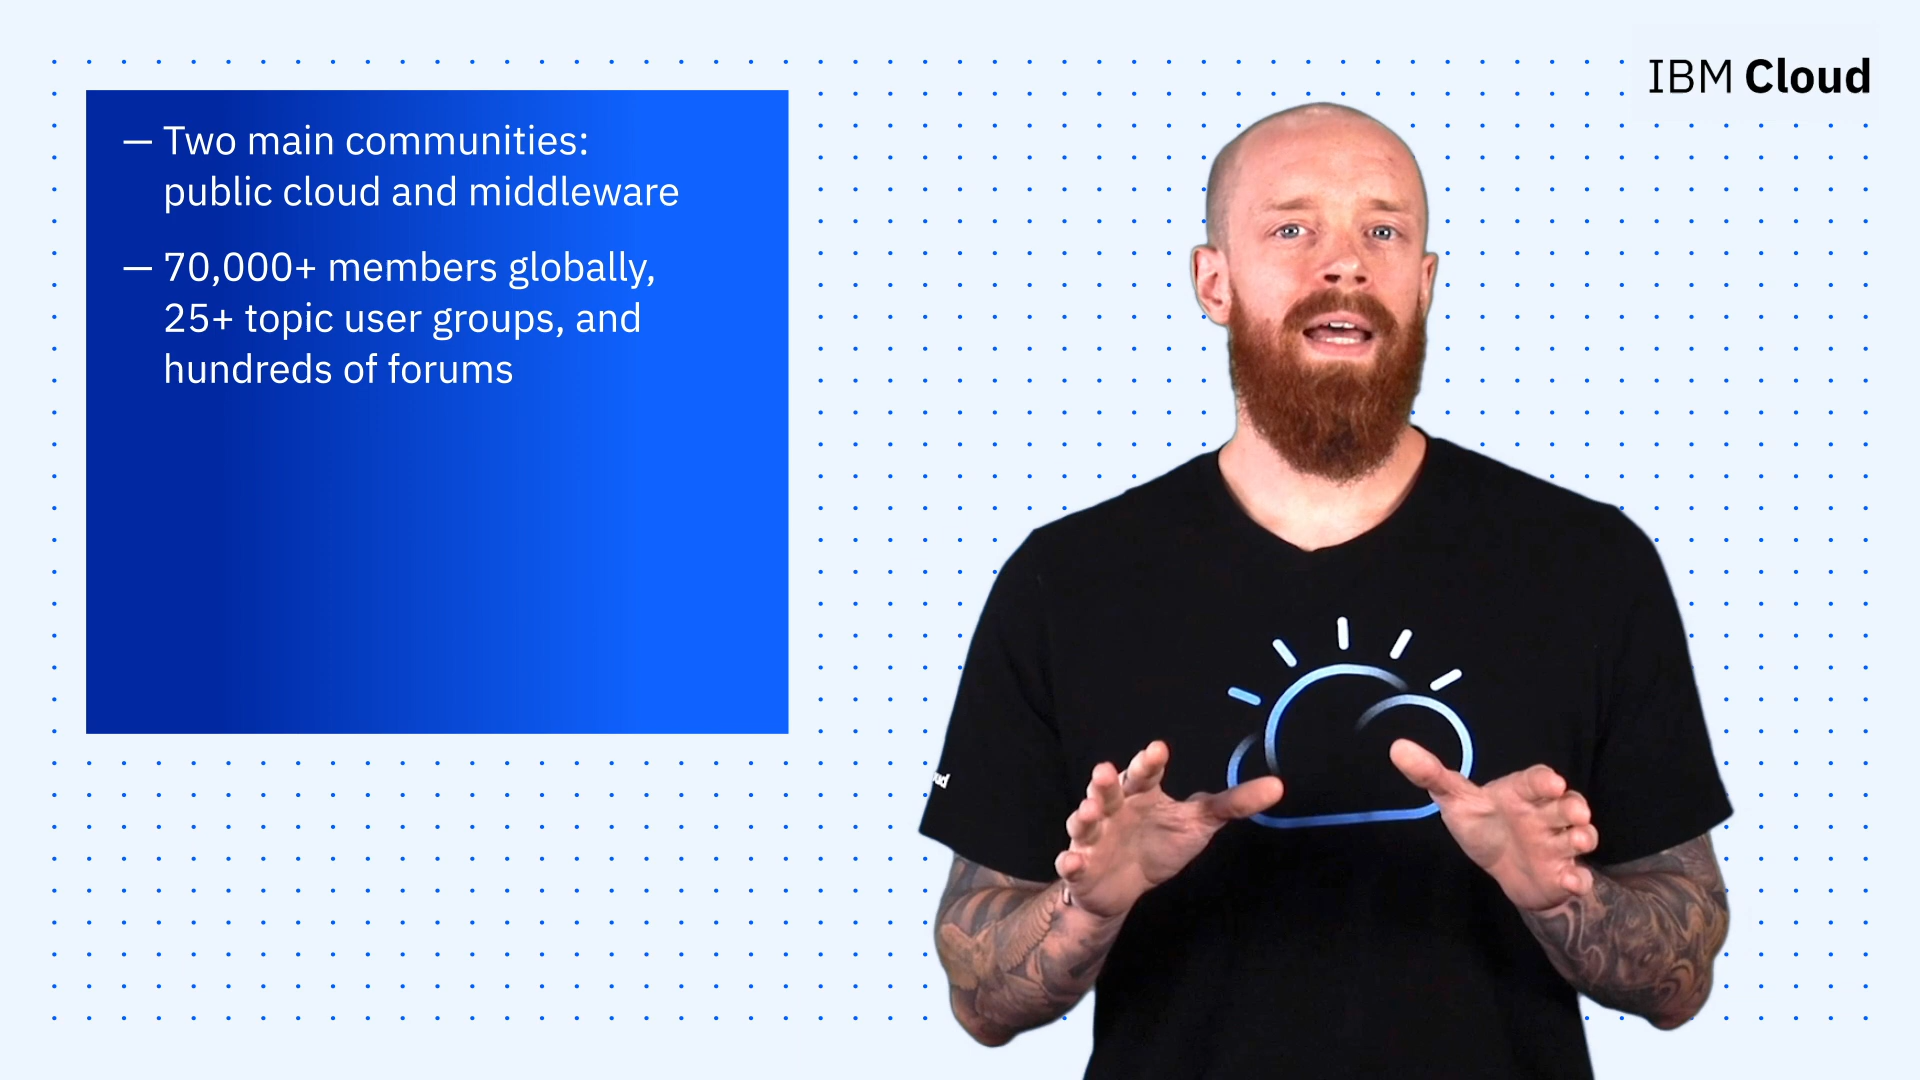 IBM Cloud
— Two main communities:
public cloud and middleware
— 70,000+ members globally,
25+ topic user groups, and
hundreds of forums